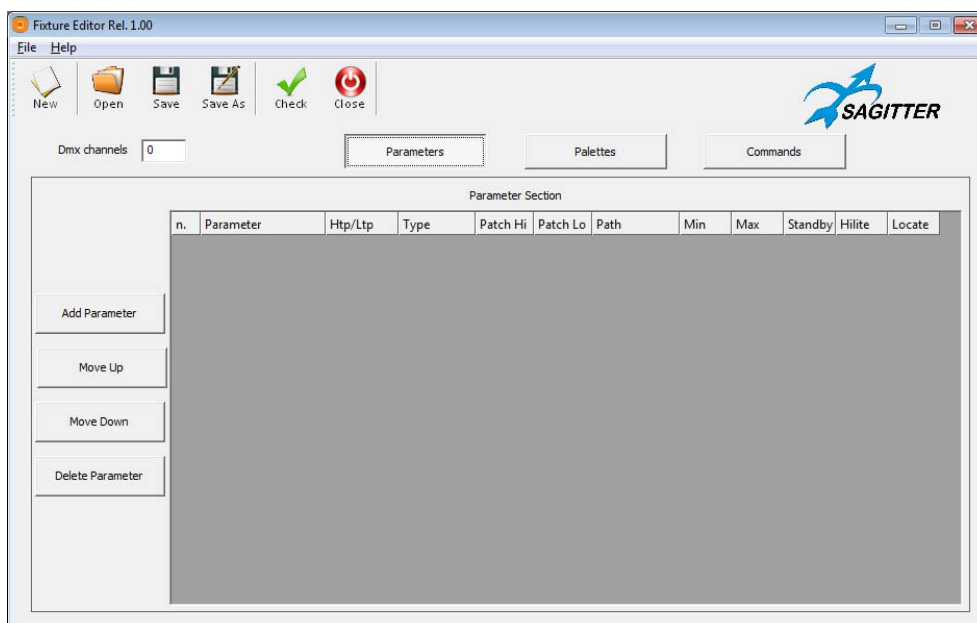 Fixture Editor Rel. 1.00
File Help
New Open Save Save As Check Close
SAGITTER
Dmx channels 0 Parameters Palettes Commands
Parameter Section
n. Parameter Htp/Ltp Type Patch Hi Patch Lo Path Min Max Standby Hilite Locate
Add Parameter
Move Up
Move Down
Delete Parameter